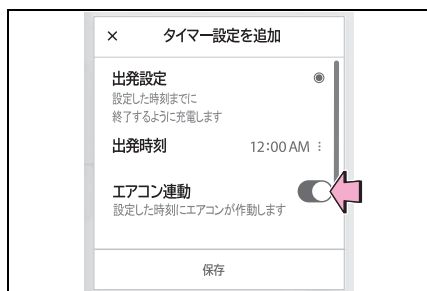 × タイマー設定を追加
出発設定
設定した時刻までに
終了するように充電します
出発時刻 12:00 AM ⋮
エアコン連動
設定した時刻にエアコンが作動します
保存